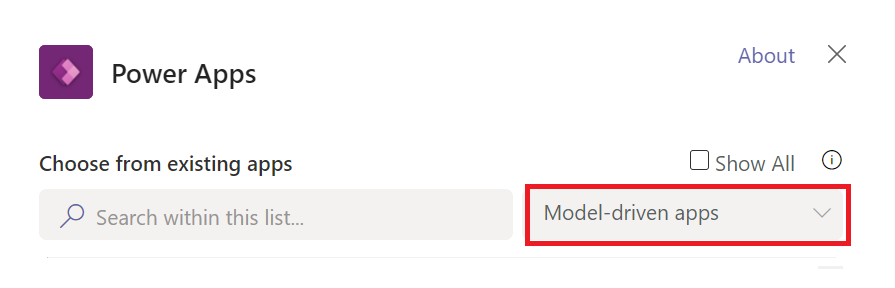 About
Power Apps
Choose from existing apps
Show All
Search within this list...
Model-driven apps